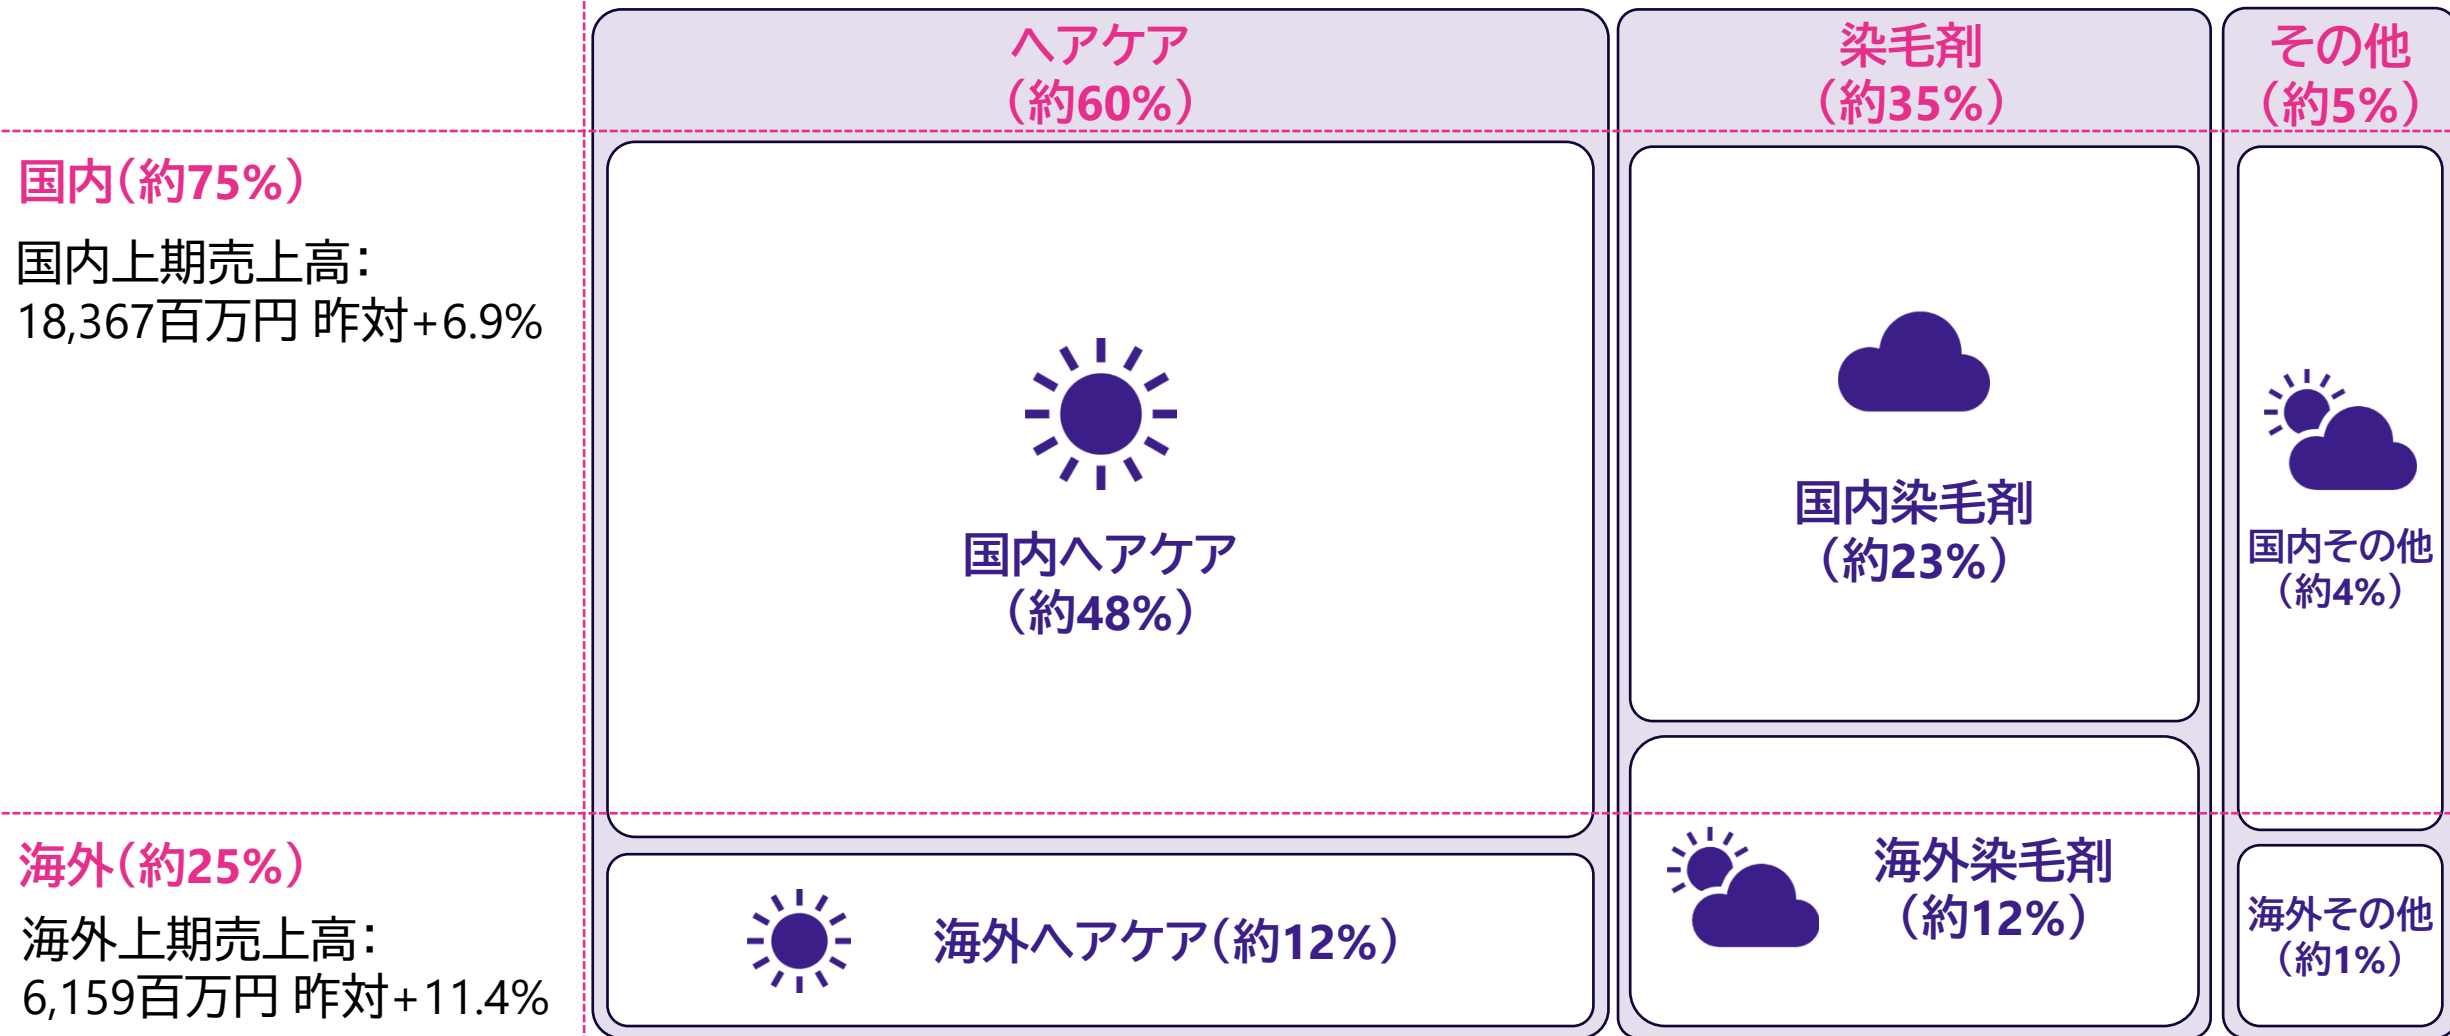 ヘアケア
（約60%）
染毛剤
（約35%）
その他
（約5%）
国内（約75%）
国内上期売上高：
18,367百万円 昨対+6.9%
国内ヘアケア
（約48%）
国内染毛剤
（約23%）
国内その他
（約4%）
海外（約25%）
海外上期売上高：
6,159百万円 昨対+11.4%
海外ヘアケア（約12%）
海外染毛剤
（約12%）
海外その他
（約1%）